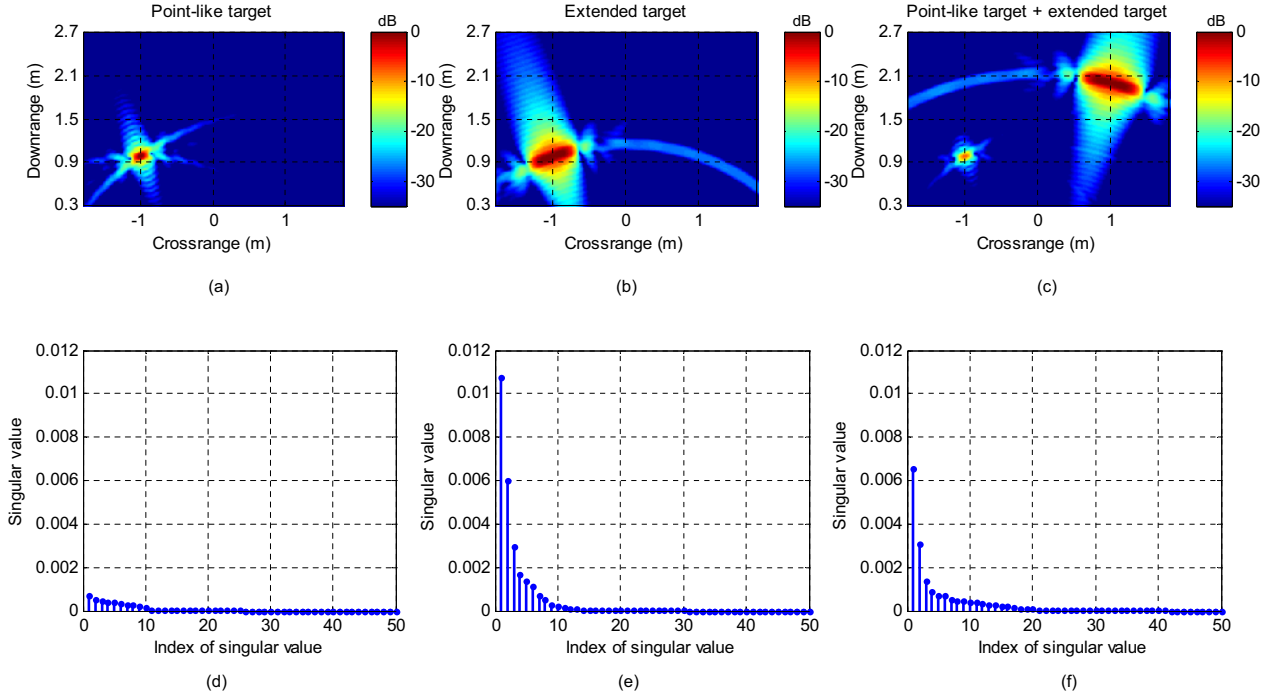 Point-like target
dB
2.7
2.1
1.5
0.9
0.3
Downrange (m)
-1
0
1
Crossrange (m)
0
-10
-20
-30
(a)
Extended target
dB
2.7
2.1
1.5
0.9
0.3
Downrange (m)
-1
0
1
Crossrange (m)
0
-10
-20
-30
(b)
Point-like target + extended target
dB
2.7
2.1
1.5
0.9
0.3
Downrange (m)
-1
0
1
Crossrange (m)
0
-10
-20
-30
(c)
0.012
0.01
0.008
0.006
0.004
0.002
0
Singular value
0 10 20 30 40 50
Index of singular value
(d)
0.012
0.01
0.008
0.006
0.004
0.002
0
Singular value
0 10 20 30 40 50
Index of singular value
(e)
0.012
0.01
0.008
0.006
0.004
0.002
0
Singular value
0 10 20 30 40 50
Index of singular value
(f)